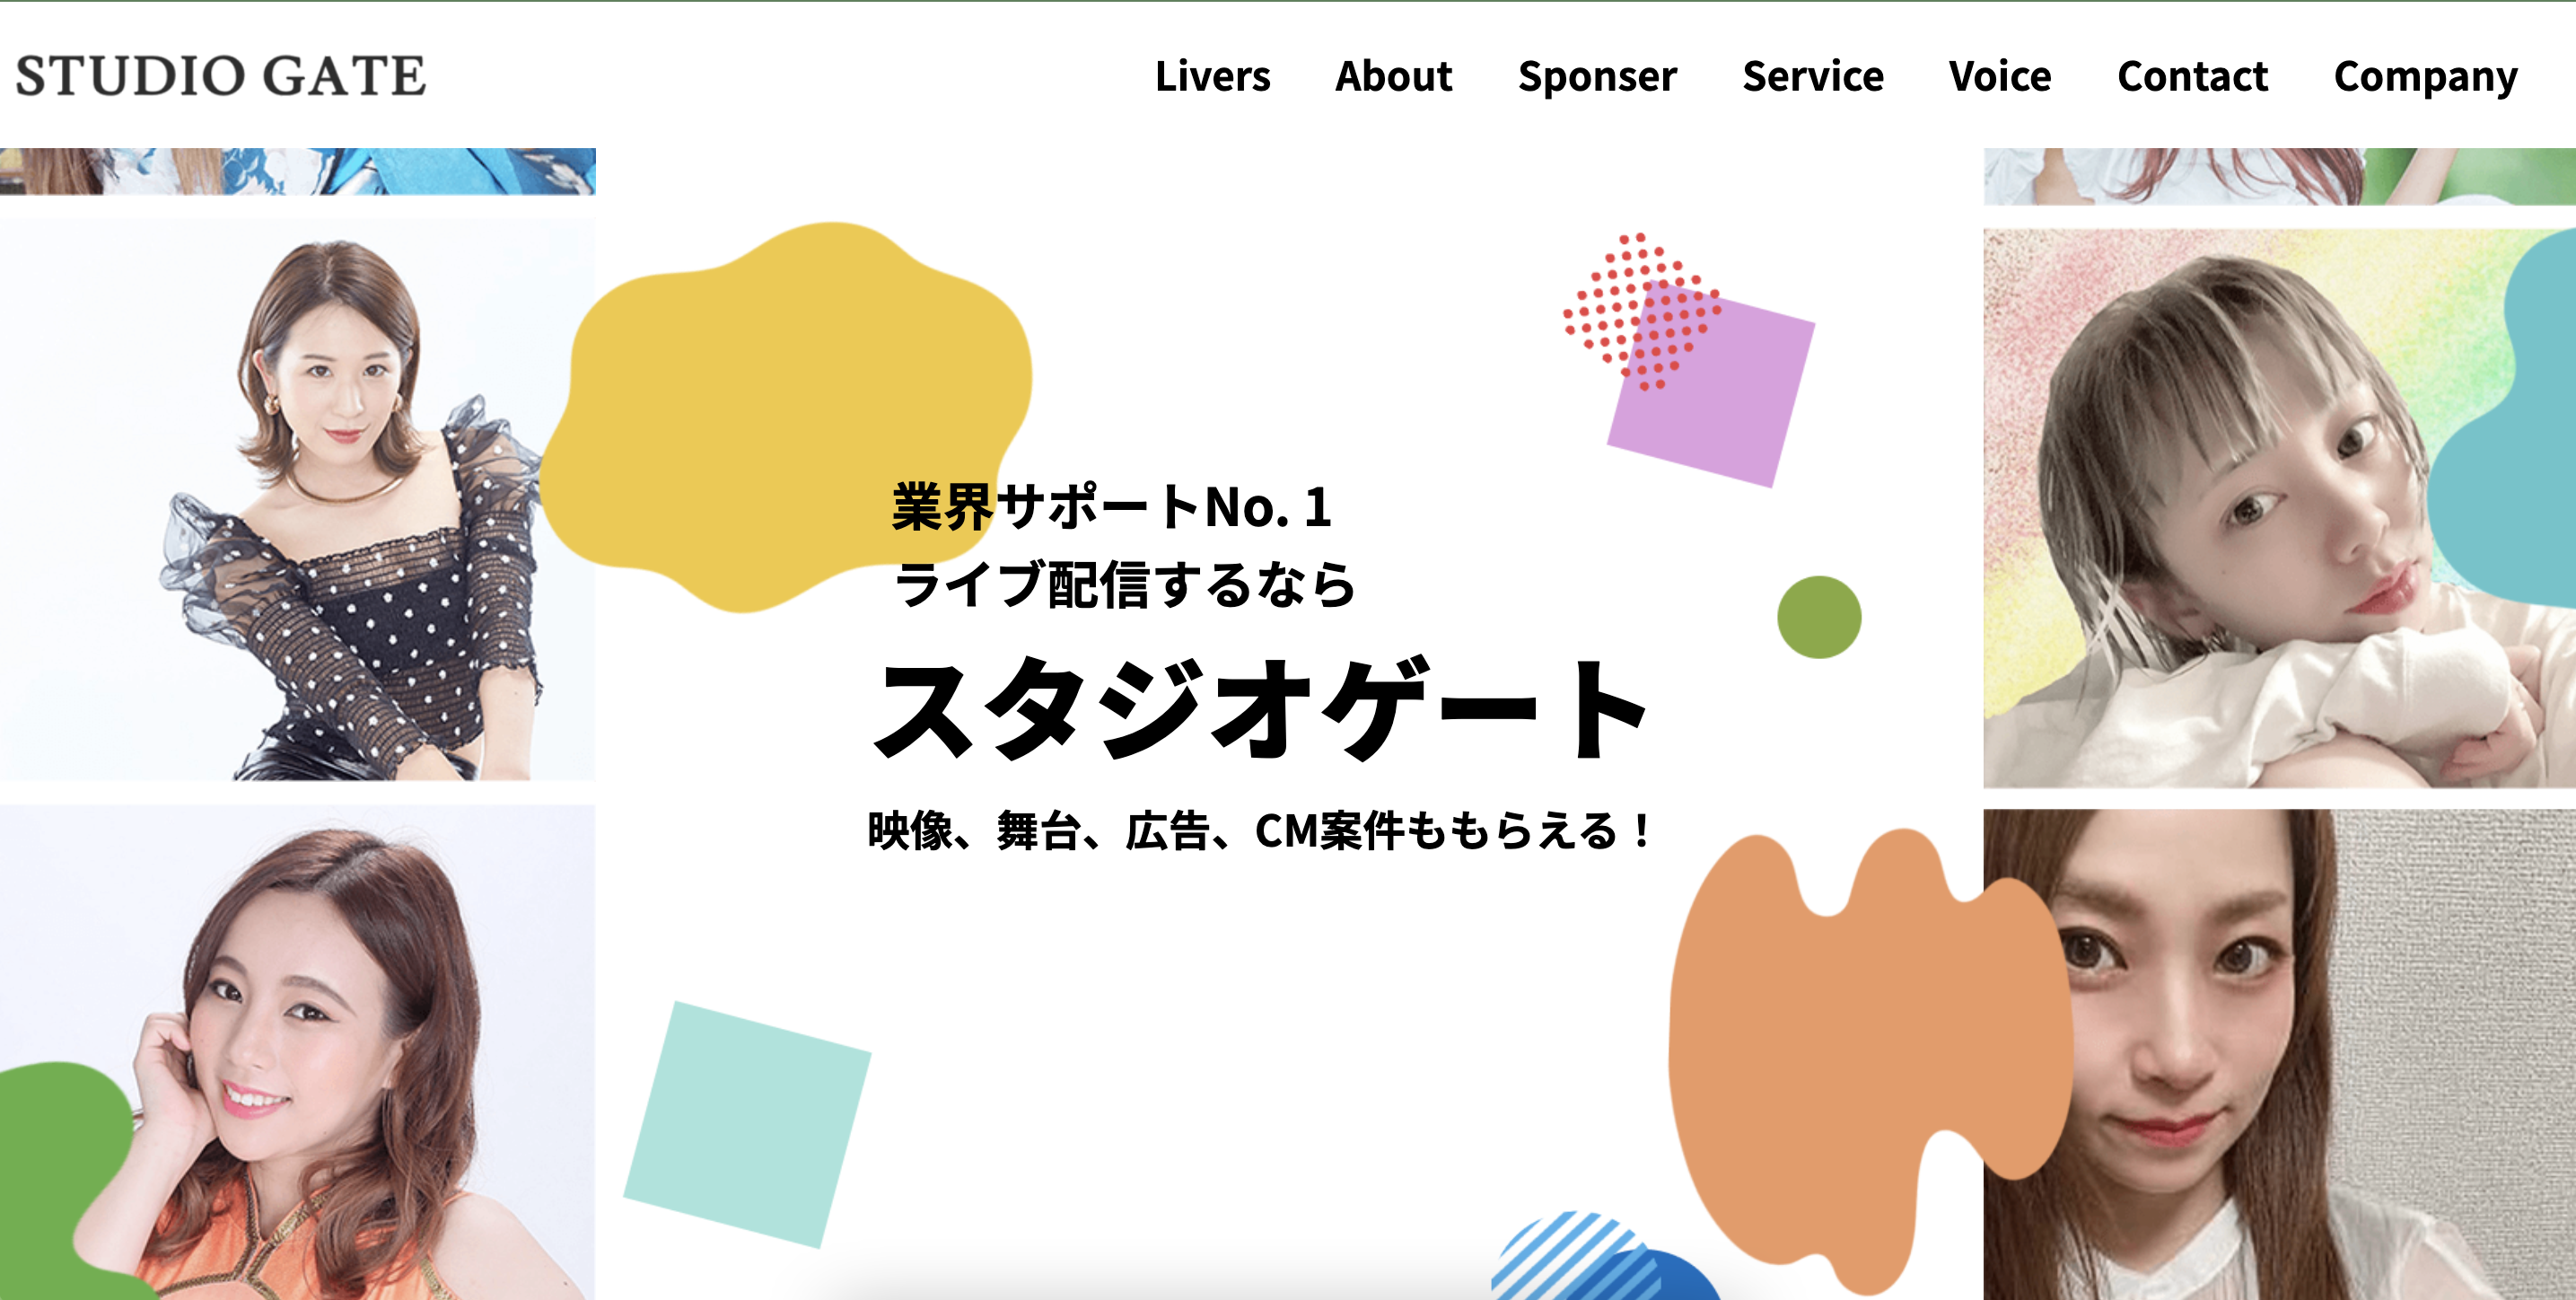 STUDIO GATE
Livers About Sponser Service Voice Contact Company
業界サポートNo. 1
ライブ配信するなら
スタジオゲート
映像、舞台、広告、CM案件ももらえる！